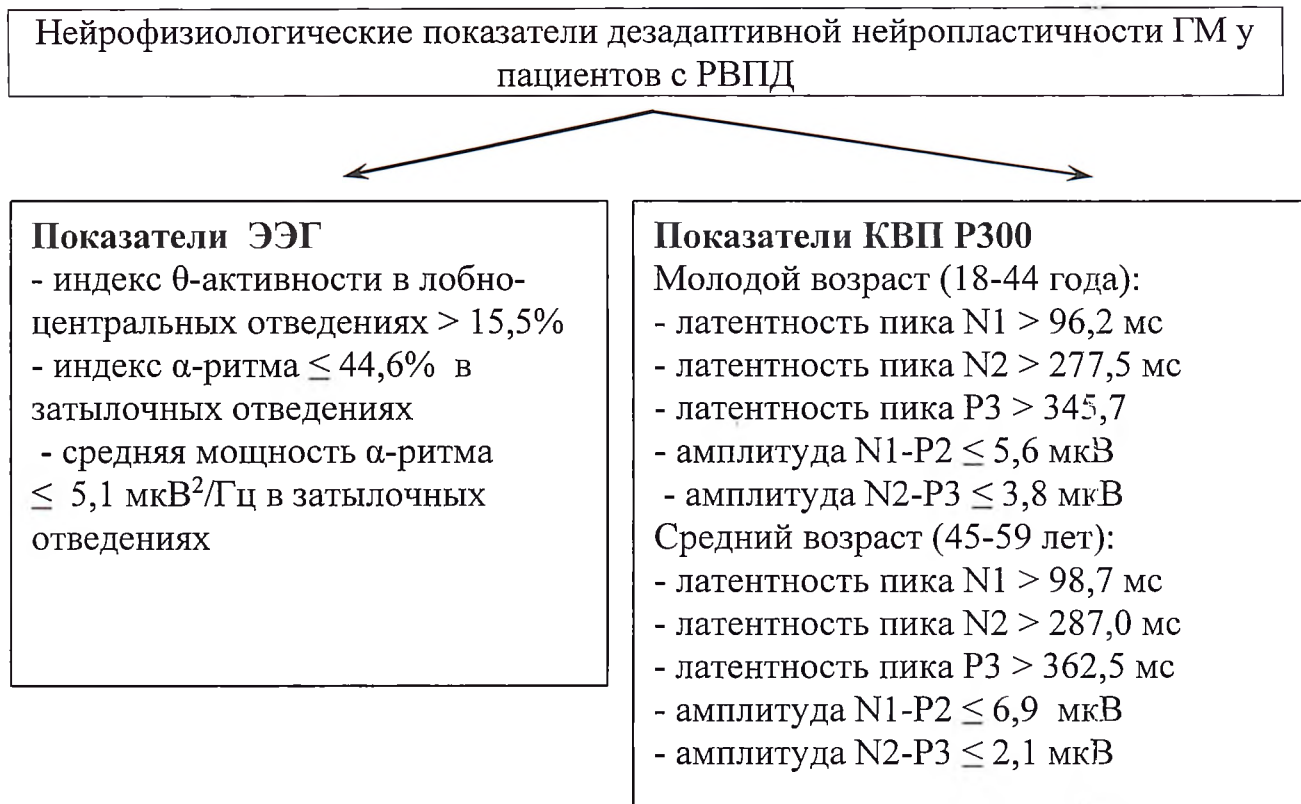 Нейрофизиологические показатели дезадаптивной нейропластичности ГМ у
пациентов с РВПД
Показатели ЭЭГ
- индекс θ-активности в лобно-
центральных отведениях > 15,5%
- индекс α-ритма ≤ 44,6% в
затылочных отведениях
- средняя мощность α-ритма
≤ 5,1 мкВ²/Гц в затылочных
отведениях
Показатели КВП Р300
Молодой возраст (18-44 года):
- латентность пика N1 > 96,2 мс
- латентность пика N2 > 277,5 мс
- латентность пика Р3 > 345,7
- амплитуда N1-Р2 ≤ 5,6 мкВ
- амплитуда N2-Р3 ≤ 3,8 мкВ
Средний возраст (45-59 лет):
- латентность пика N1 > 98,7 мс
- латентность пика N2 > 287,0 мс
- латентность пика Р3 > 362,5 мс
- амплитуда N1-Р2 ≤ 6,9 мкВ
- амплитуда N2-Р3 ≤ 2,1 мкВ